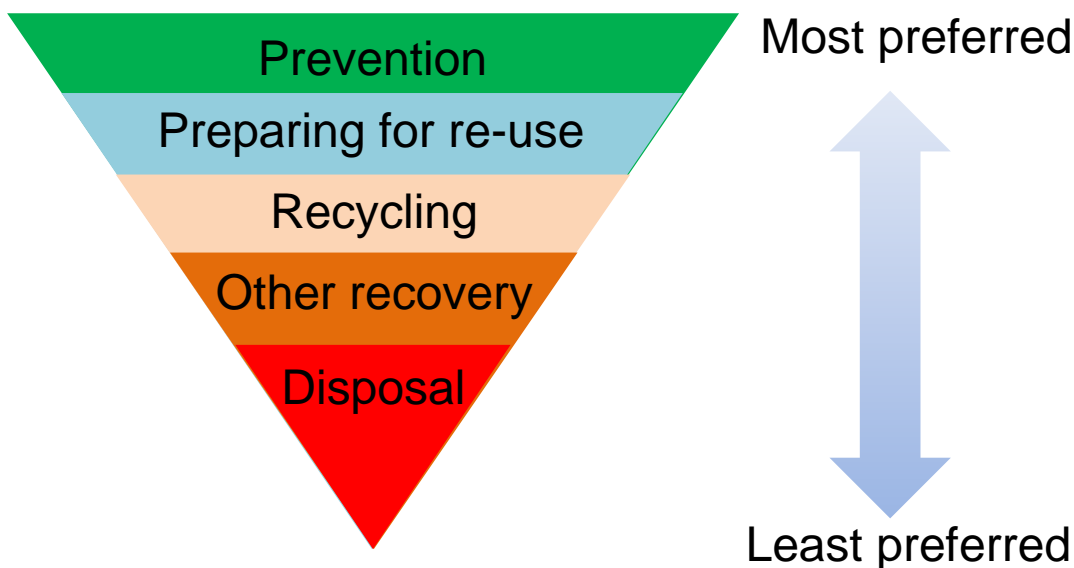 Most preferred
Prevention
Preparing for re-use
Recycling
Other recovery
Disposal
Least preferred